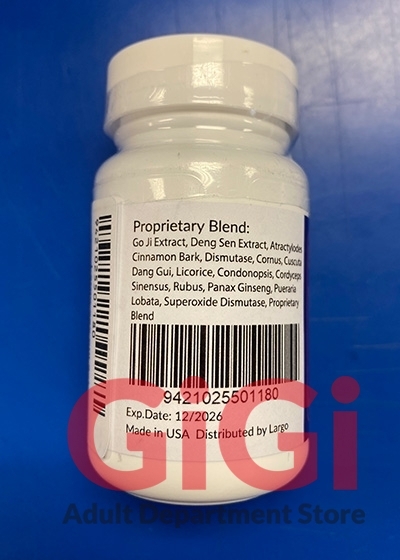 Proprietary Blend:
Go Ji Extract, Deng Sen Extract, Atractylodes
Cinnamon Bark, Dismutase, Cornus, Cuscuta
Dang Gui, Licorice, Condonopsis, Cordyceps
Sinensus, Rubus, Panax Ginseng, Pueraria
Lobata, Superoxide Dismutase, Proprietary
Blend
9421025501180
Exp.Date: 12/2026
Made in USA Distributed by Largo
GiGi
Adult Department Store
9421025501180